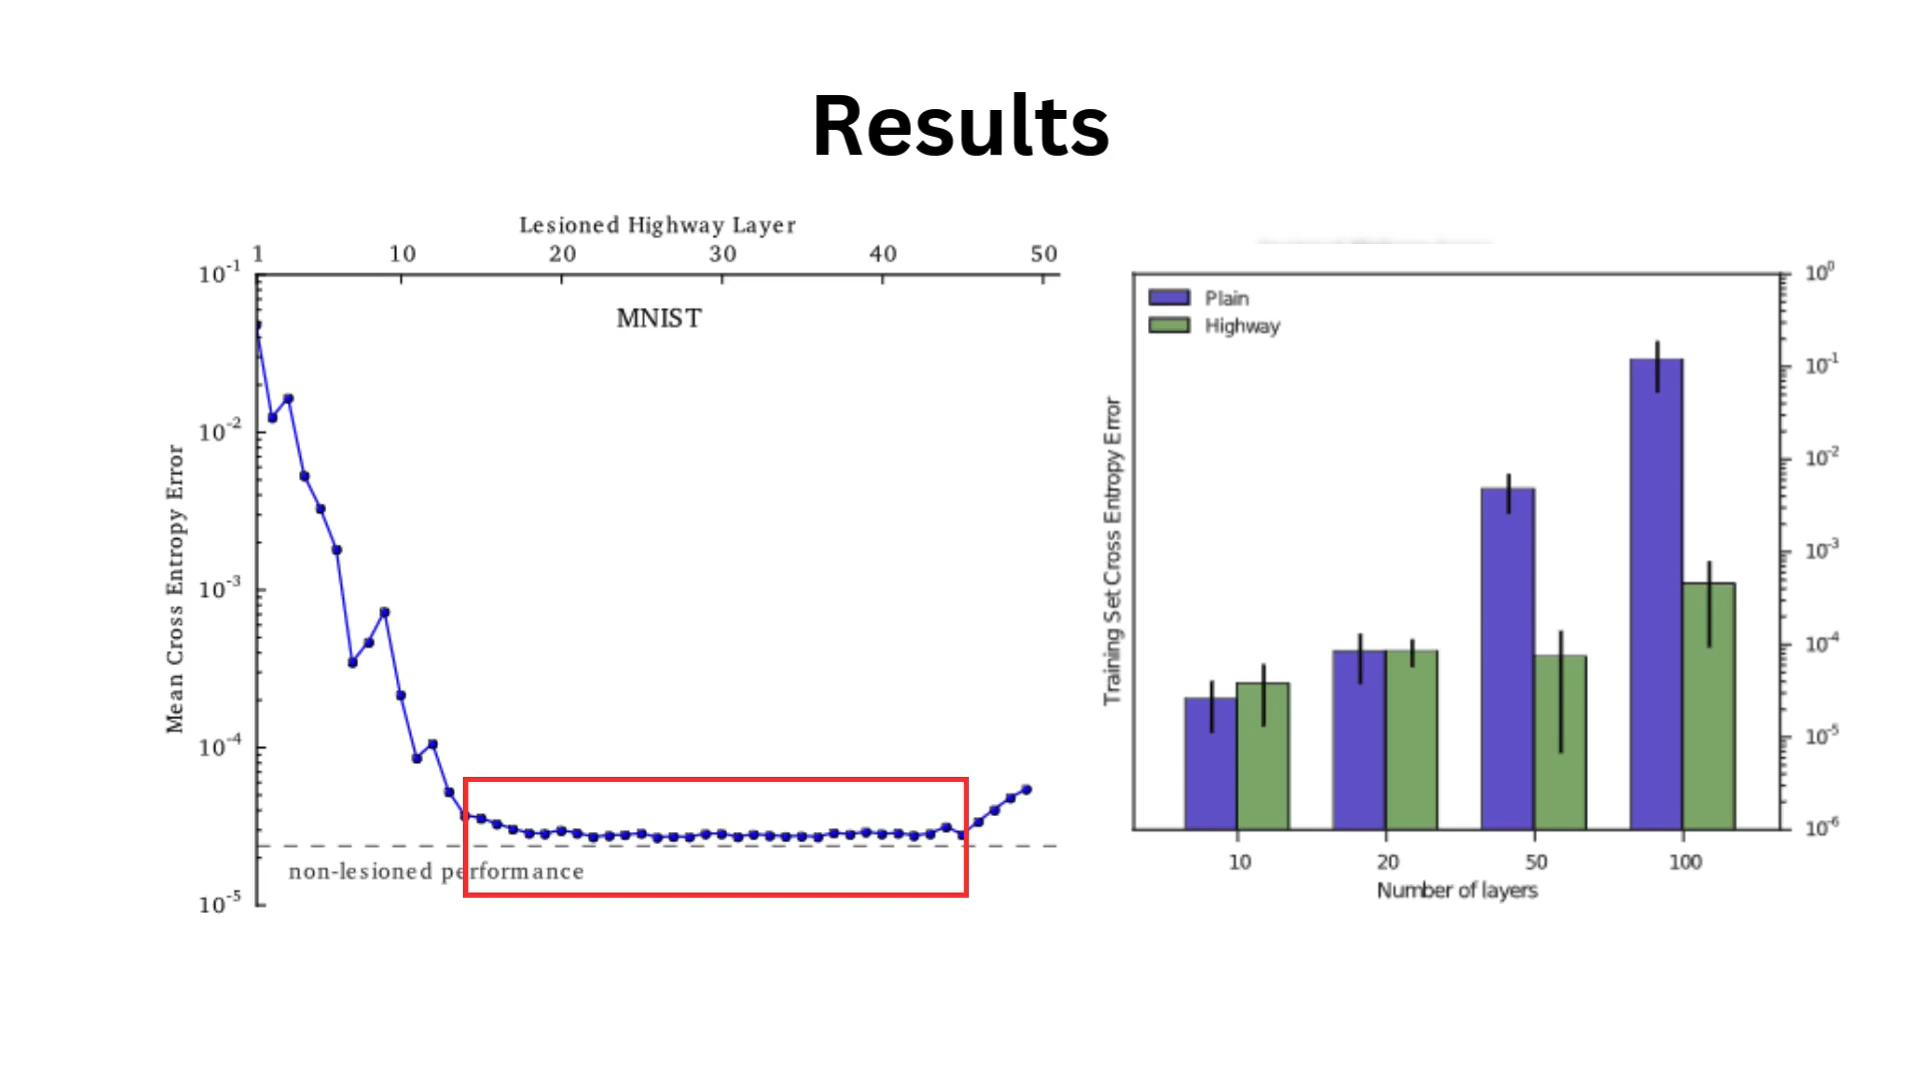 Results
Lesioned Highway Layer
1 10 20 30 40 50
MNIST
Mean Cross Entropy Error
10⁻¹
10⁻²
10⁻³
10⁻⁴
10⁻⁵
non-lesioned performance
Plain
Highway
Training Set Cross Entropy Error
10⁰
10⁻¹
10⁻²
10⁻³
10⁻⁴
10⁻⁵
10⁻⁶
10 20 50 100
Number of layers